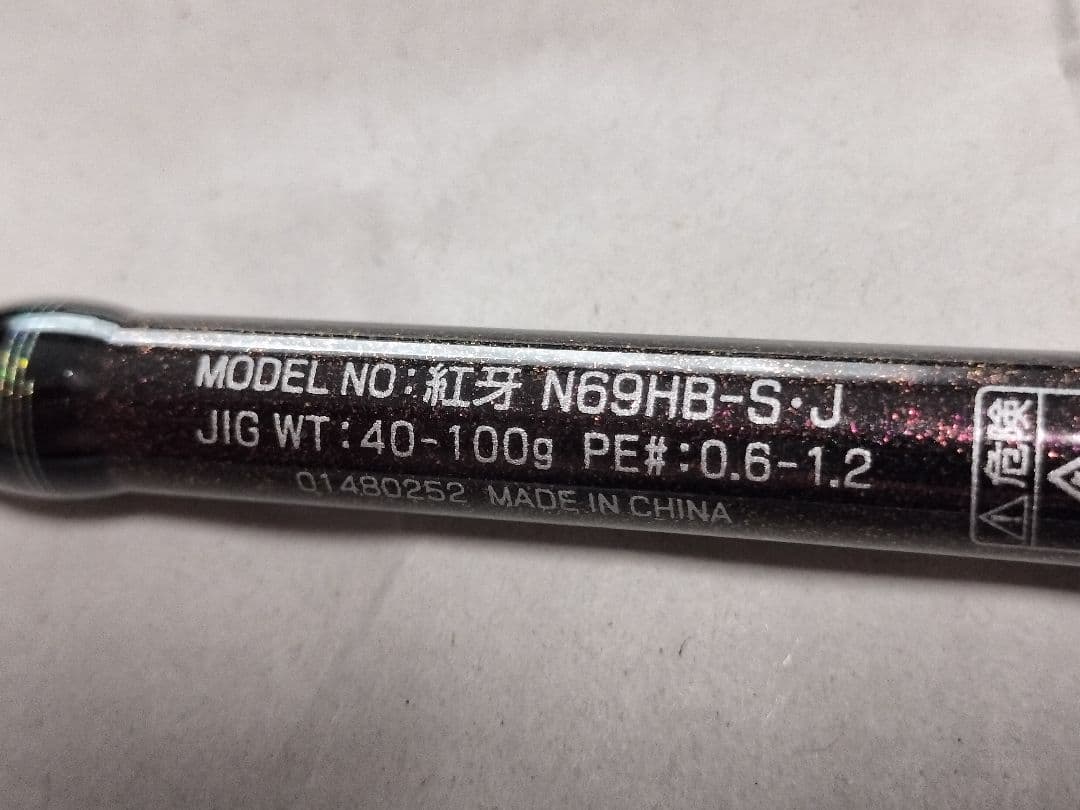 MODEL NO:紅牙 N69HB-S・J
JIG WT:40-100g PE#:0.6-1.2
01480252 MADE IN CHINA
⚠危険